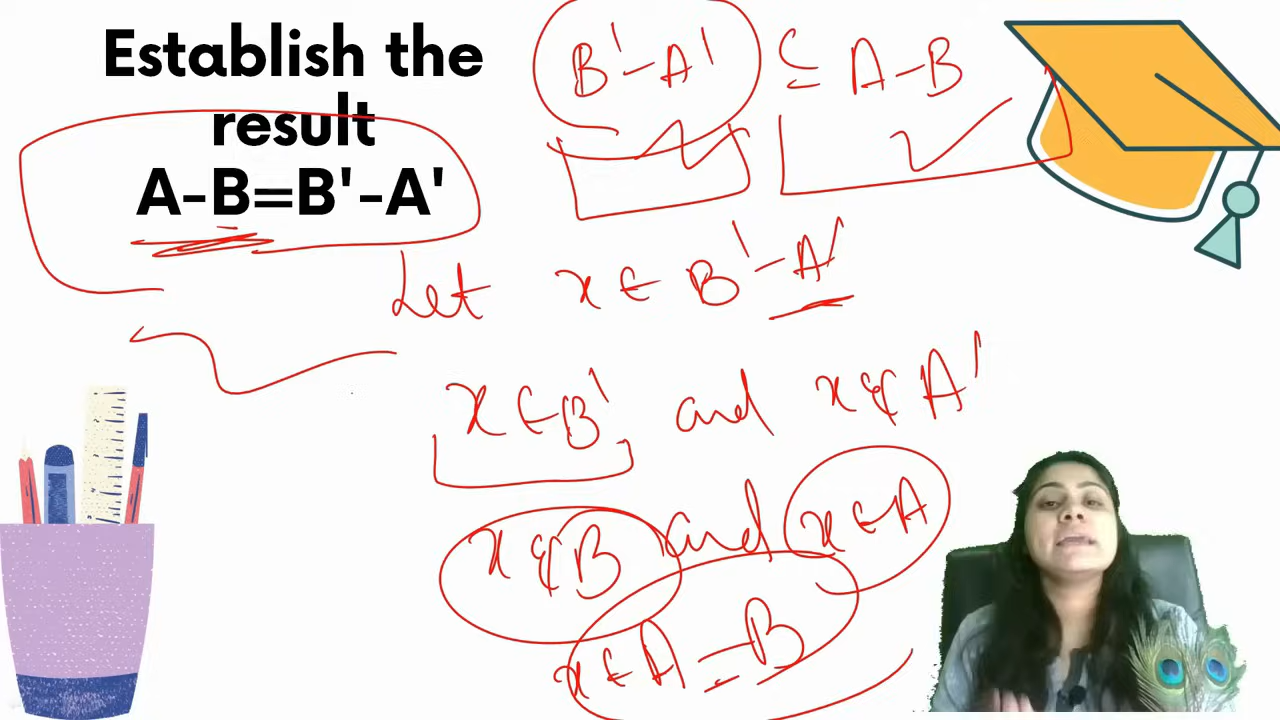 Establish the
result
A-B=B'-A'
B'-A' ⊆ A-B
Let x ∈ B'-A'
x ∈ B' and x ∉ A'
x ∉ B and x ∈ A
x ∈ A-B